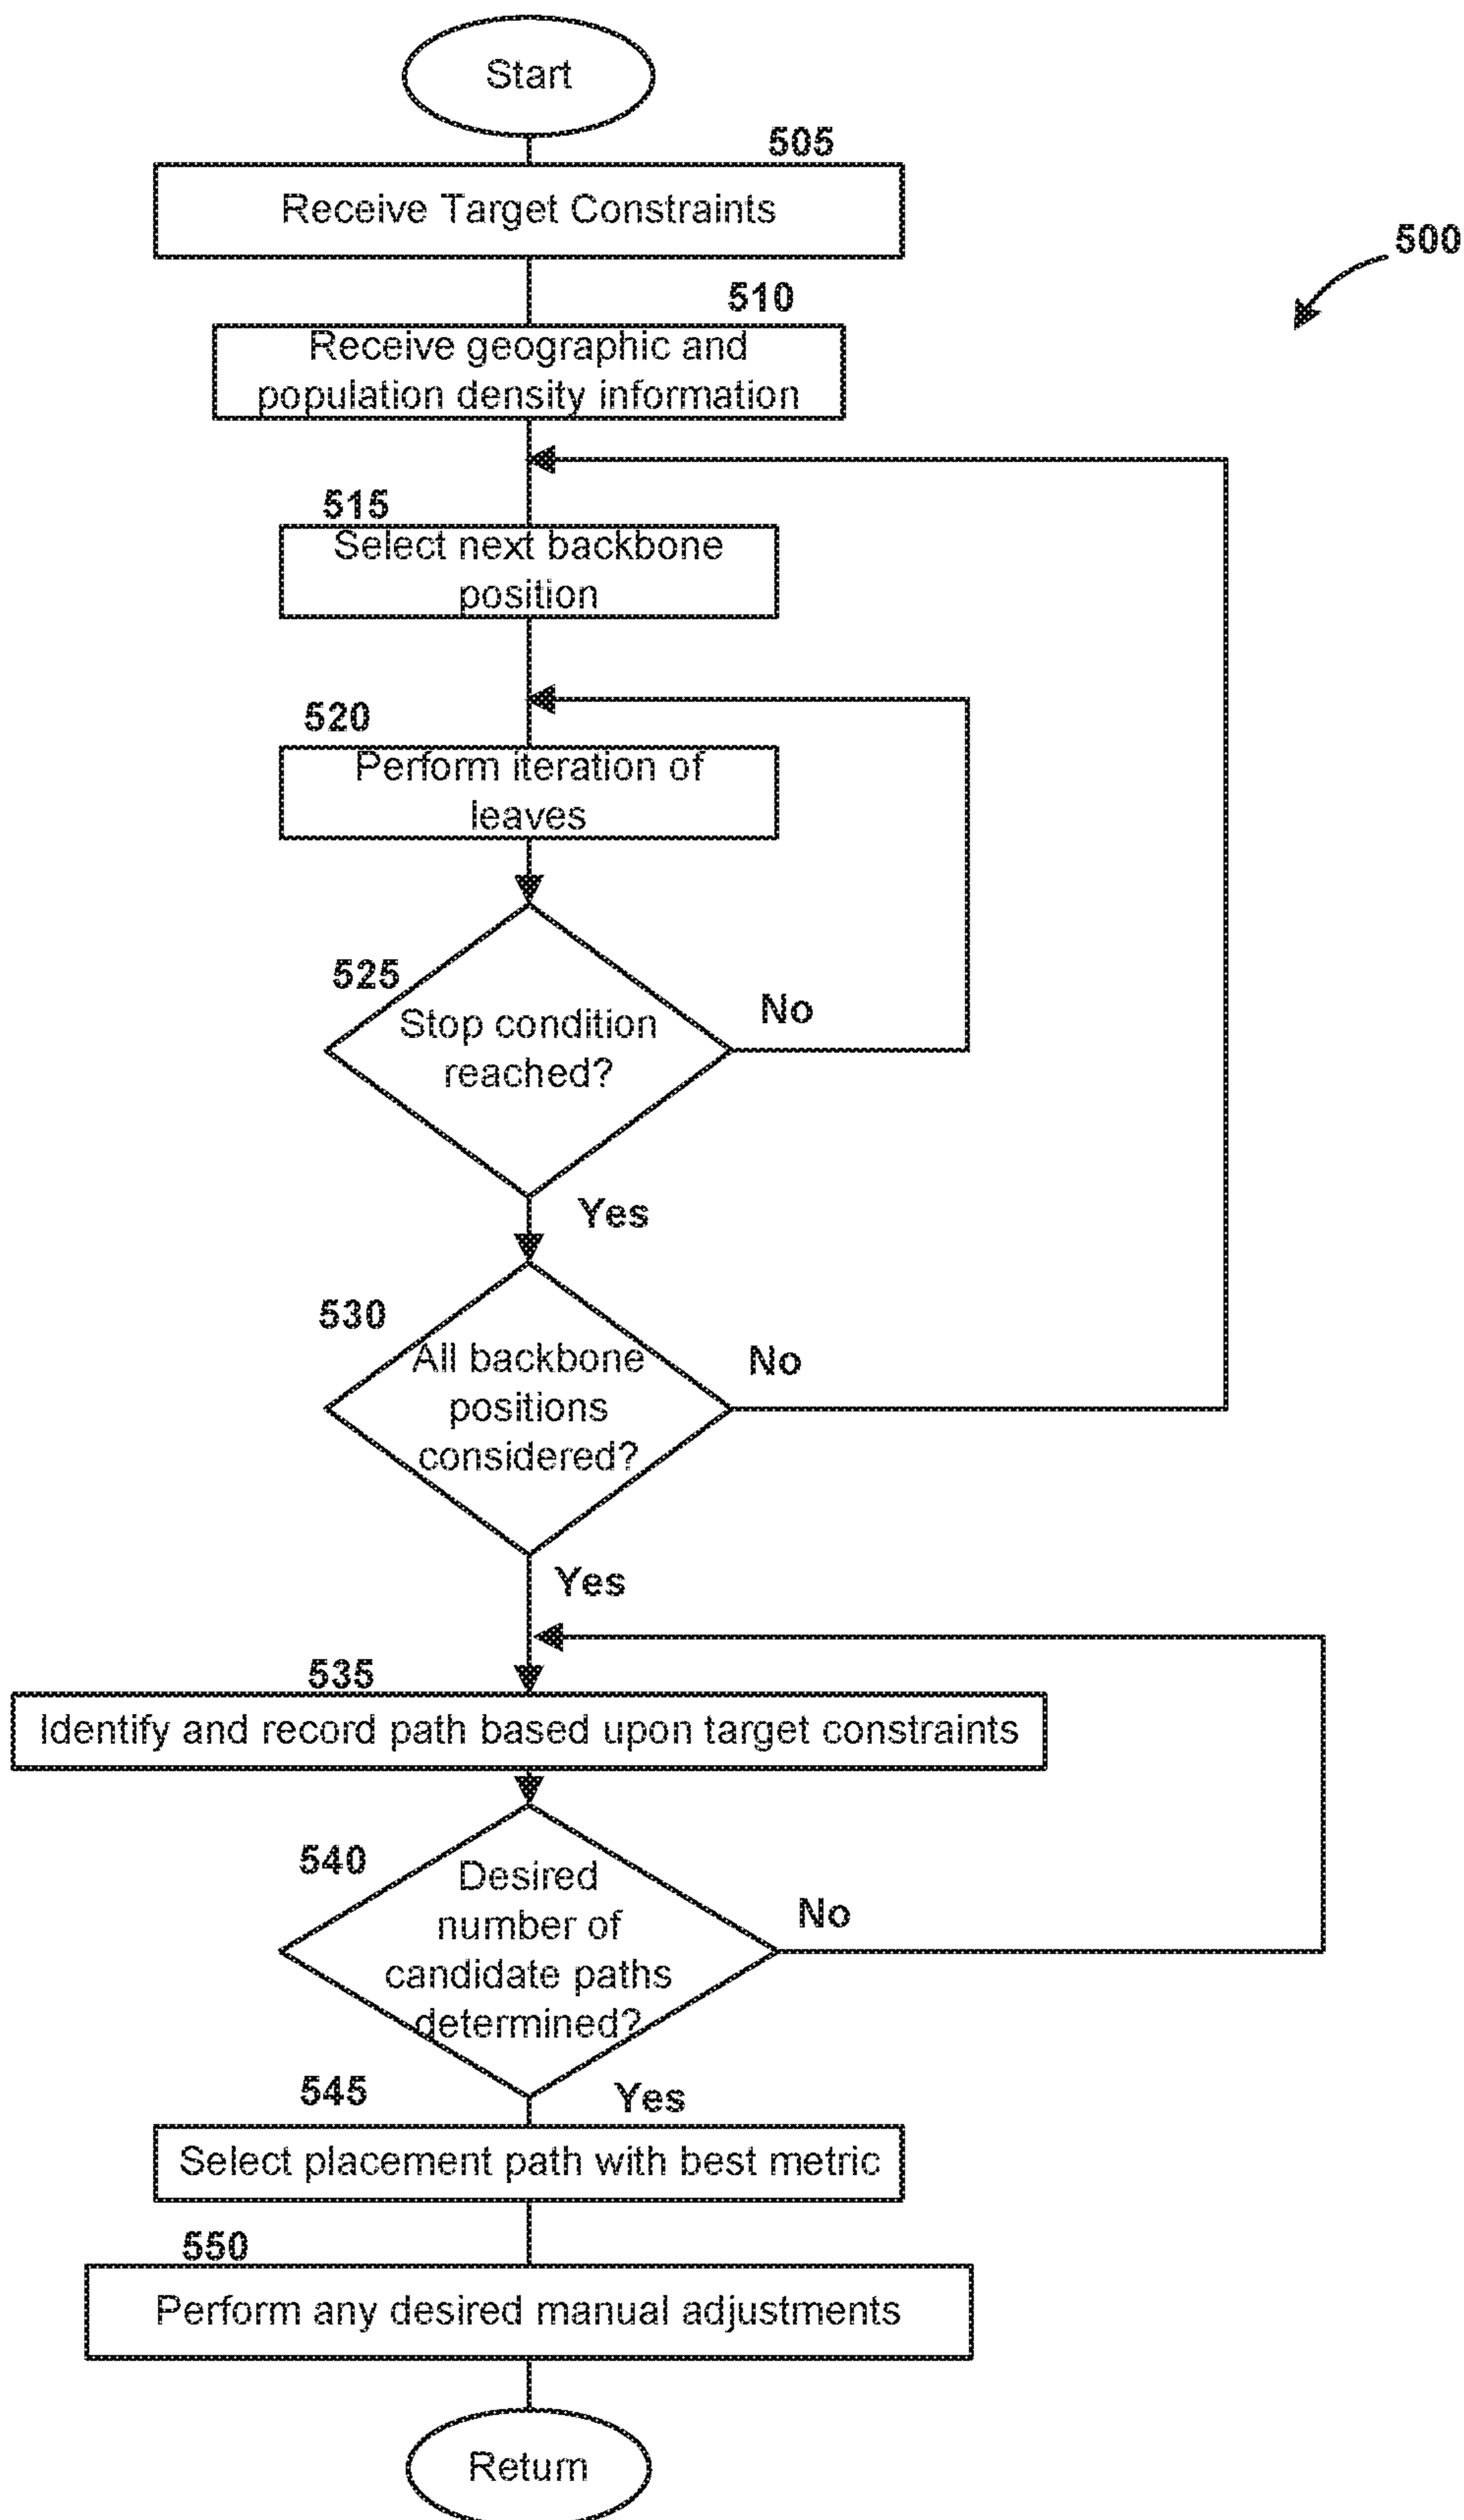 Start
505
Receive Target Constraints
500
510
Receive geographic and
population density information
515
Select next backbone
position
520
Perform iteration of
leaves
525
Stop condition
reached?
No
Yes
530
All backbone
positions
considered?
No
Yes
535
Identify and record path based upon target constraints
540
Desired
number of
candidate paths
determined?
No
545
Yes
Select placement path with best metric
550
Perform any desired manual adjustments
Return